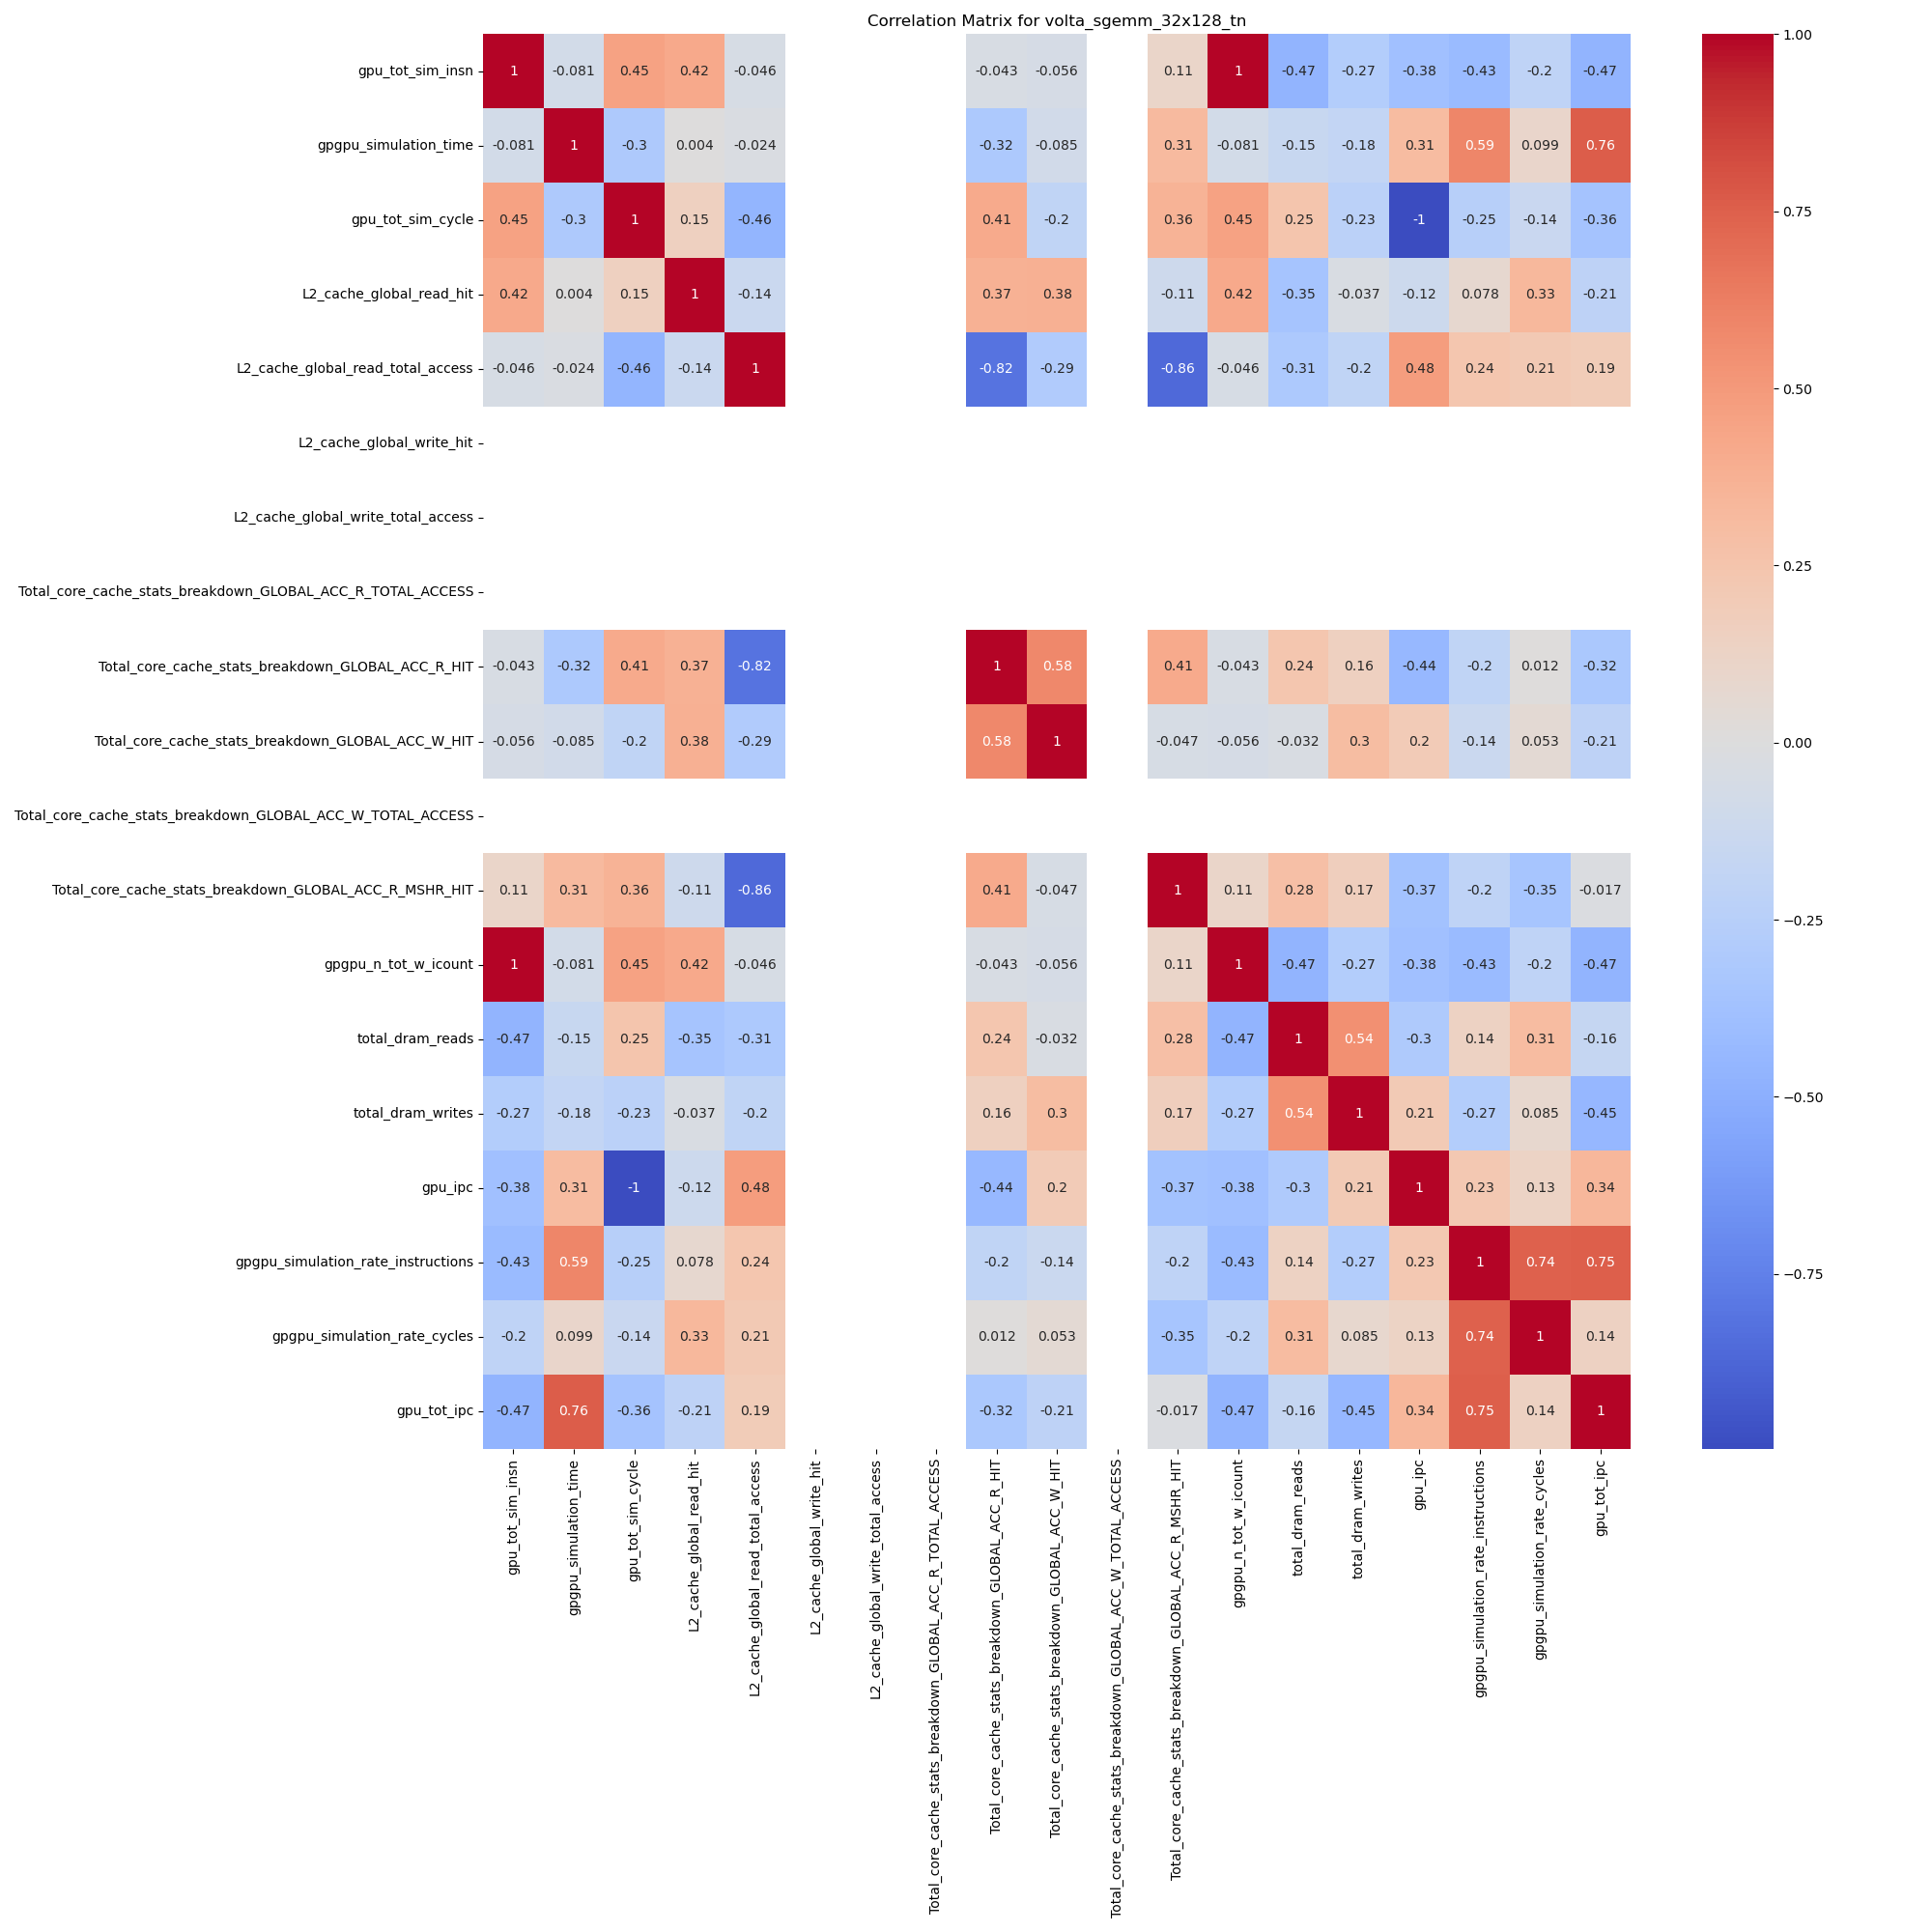 Correlation Matrix for volta_sgemm_32x128_tn
gpu_tot_sim_insn 1 -0.081 0.45 0.42 -0.046 -0.043 -0.056 0.11 1 -0.47 -0.27 -0.38 -0.43 -0.2 -0.47
gpgpu_simulation_time -0.081 1 -0.3 0.004 -0.024 -0.32 -0.085 0.31 -0.081 -0.15 -0.18 0.31 0.59 0.099 0.76
gpu_tot_sim_cycle 0.45 -0.3 1 0.15 -0.46 0.41 -0.2 0.36 0.45 0.25 -0.23 -1 -0.25 -0.14 -0.36
L2_cache_global_read_hit 0.42 0.004 0.15 1 -0.14 0.37 0.38 -0.11 0.42 -0.35 -0.037 -0.12 0.078 0.33 -0.21
L2_cache_global_read_total_access -0.046 -0.024 -0.46 -0.14 1 -0.82 -0.29 -0.86 -0.046 -0.31 -0.2 0.48 0.24 0.21 0.19
L2_cache_global_write_hit
L2_cache_global_write_total_access
Total_core_cache_stats_breakdown_GLOBAL_ACC_R_TOTAL_ACCESS
Total_core_cache_stats_breakdown_GLOBAL_ACC_R_HIT -0.043 -0.32 0.41 0.37 -0.82 1 0.58 0.41 -0.043 0.24 0.16 -0.44 -0.2 0.012 -0.32
Total_core_cache_stats_breakdown_GLOBAL_ACC_W_HIT -0.056 -0.085 -0.2 0.38 -0.29 0.58 1 -0.047 -0.056 -0.032 0.3 0.2 -0.14 0.053 -0.21
Total_core_cache_stats_breakdown_GLOBAL_ACC_W_TOTAL_ACCESS
Total_core_cache_stats_breakdown_GLOBAL_ACC_R_MSHR_HIT 0.11 0.31 0.36 -0.11 -0.86 0.41 -0.047 1 0.11 0.28 0.17 -0.37 -0.2 -0.35 -0.017
gpgpu_n_tot_w_icount 1 -0.081 0.45 0.42 -0.046 -0.043 -0.056 0.11 1 -0.47 -0.27 -0.38 -0.43 -0.2 -0.47
total_dram_reads -0.47 -0.15 0.25 -0.35 -0.31 0.24 -0.032 0.28 -0.47 1 0.54 -0.3 0.14 0.31 -0.16
total_dram_writes -0.27 -0.18 -0.23 -0.037 -0.2 0.16 0.3 0.17 -0.27 0.54 1 0.21 -0.27 0.085 -0.45
gpu_ipc -0.38 0.31 -1 -0.12 0.48 -0.44 0.2 -0.37 -0.38 -0.3 0.21 1 0.23 0.13 0.34
gpgpu_simulation_rate_instructions -0.43 0.59 -0.25 0.078 0.24 -0.2 -0.14 -0.2 -0.43 0.14 -0.27 0.23 1 0.74 0.75
gpgpu_simulation_rate_cycles -0.2 0.099 -0.14 0.33 0.21 0.012 0.053 -0.35 -0.2 0.31 0.085 0.13 0.74 1 0.14
gpu_tot_ipc -0.47 0.76 -0.36 -0.21 0.19 -0.32 -0.21 -0.017 -0.47 -0.16 -0.45 0.34 0.75 0.14 1
gpu_tot_sim_insn
gpgpu_simulation_time
gpu_tot_sim_cycle
L2_cache_global_read_hit
L2_cache_global_read_total_access
L2_cache_global_write_hit
L2_cache_global_write_total_access
Total_core_cache_stats_breakdown_GLOBAL_ACC_R_TOTAL_ACCESS
Total_core_cache_stats_breakdown_GLOBAL_ACC_R_HIT
Total_core_cache_stats_breakdown_GLOBAL_ACC_W_HIT
Total_core_cache_stats_breakdown_GLOBAL_ACC_W_TOTAL_ACCESS
Total_core_cache_stats_breakdown_GLOBAL_ACC_R_MSHR_HIT
gpgpu_n_tot_w_icount
total_dram_reads
total_dram_writes
gpu_ipc
gpgpu_simulation_rate_instructions
gpgpu_simulation_rate_cycles
gpu_tot_ipc
1.00
0.75
0.50
0.25
0.00
−0.25
−0.50
−0.75